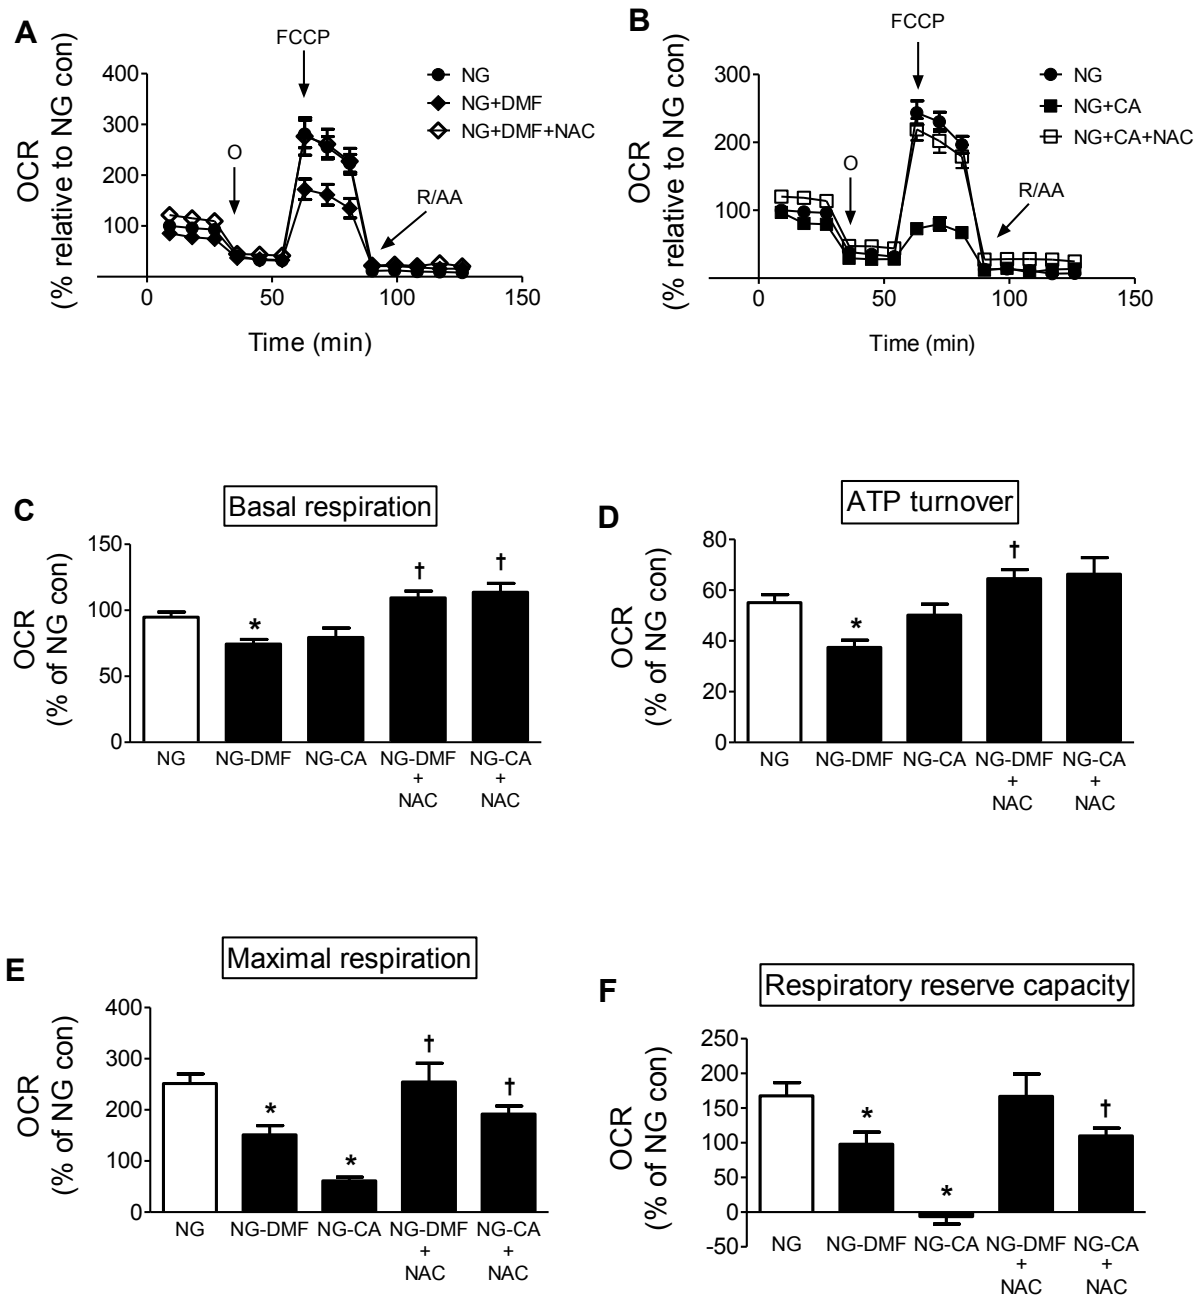 A
FCCP
OCR
(% relative to NG con)
400
300
200
100
0
50
100
150
Time (min)
O
R/AA
NG
NG+DMF
NG+DMF+NAC
B
FCCP
OCR
(% relative to NG con)
300
200
100
0
50
100
150
Time (min)
O
R/AA
NG
NG+CA
NG+CA+NAC
C
Basal respiration
OCR
(% of NG con)
150
100
50
0
*
†
†
NG
NG-DMF
NG-CA
NG-DMF
+
NAC
NG-CA
+
NAC
D
ATP turnover
OCR
(% of NG con)
80
60
40
20
0
*
†
NG
NG-DMF
NG-CA
NG-DMF
+
NAC
NG-CA
+
NAC
E
Maximal respiration
OCR
(% of NG con)
400
300
200
100
0
*
*
†
†
NG
NG-DMF
NG-CA
NG-DMF
+
NAC
NG-CA
+
NAC
F
Respiratory reserve capacity
OCR
(% of NG con)
250
200
150
100
50
0
-50
*
*
†
NG
NG-DMF
NG-CA
NG-DMF
+
NAC
NG-CA
+
NAC